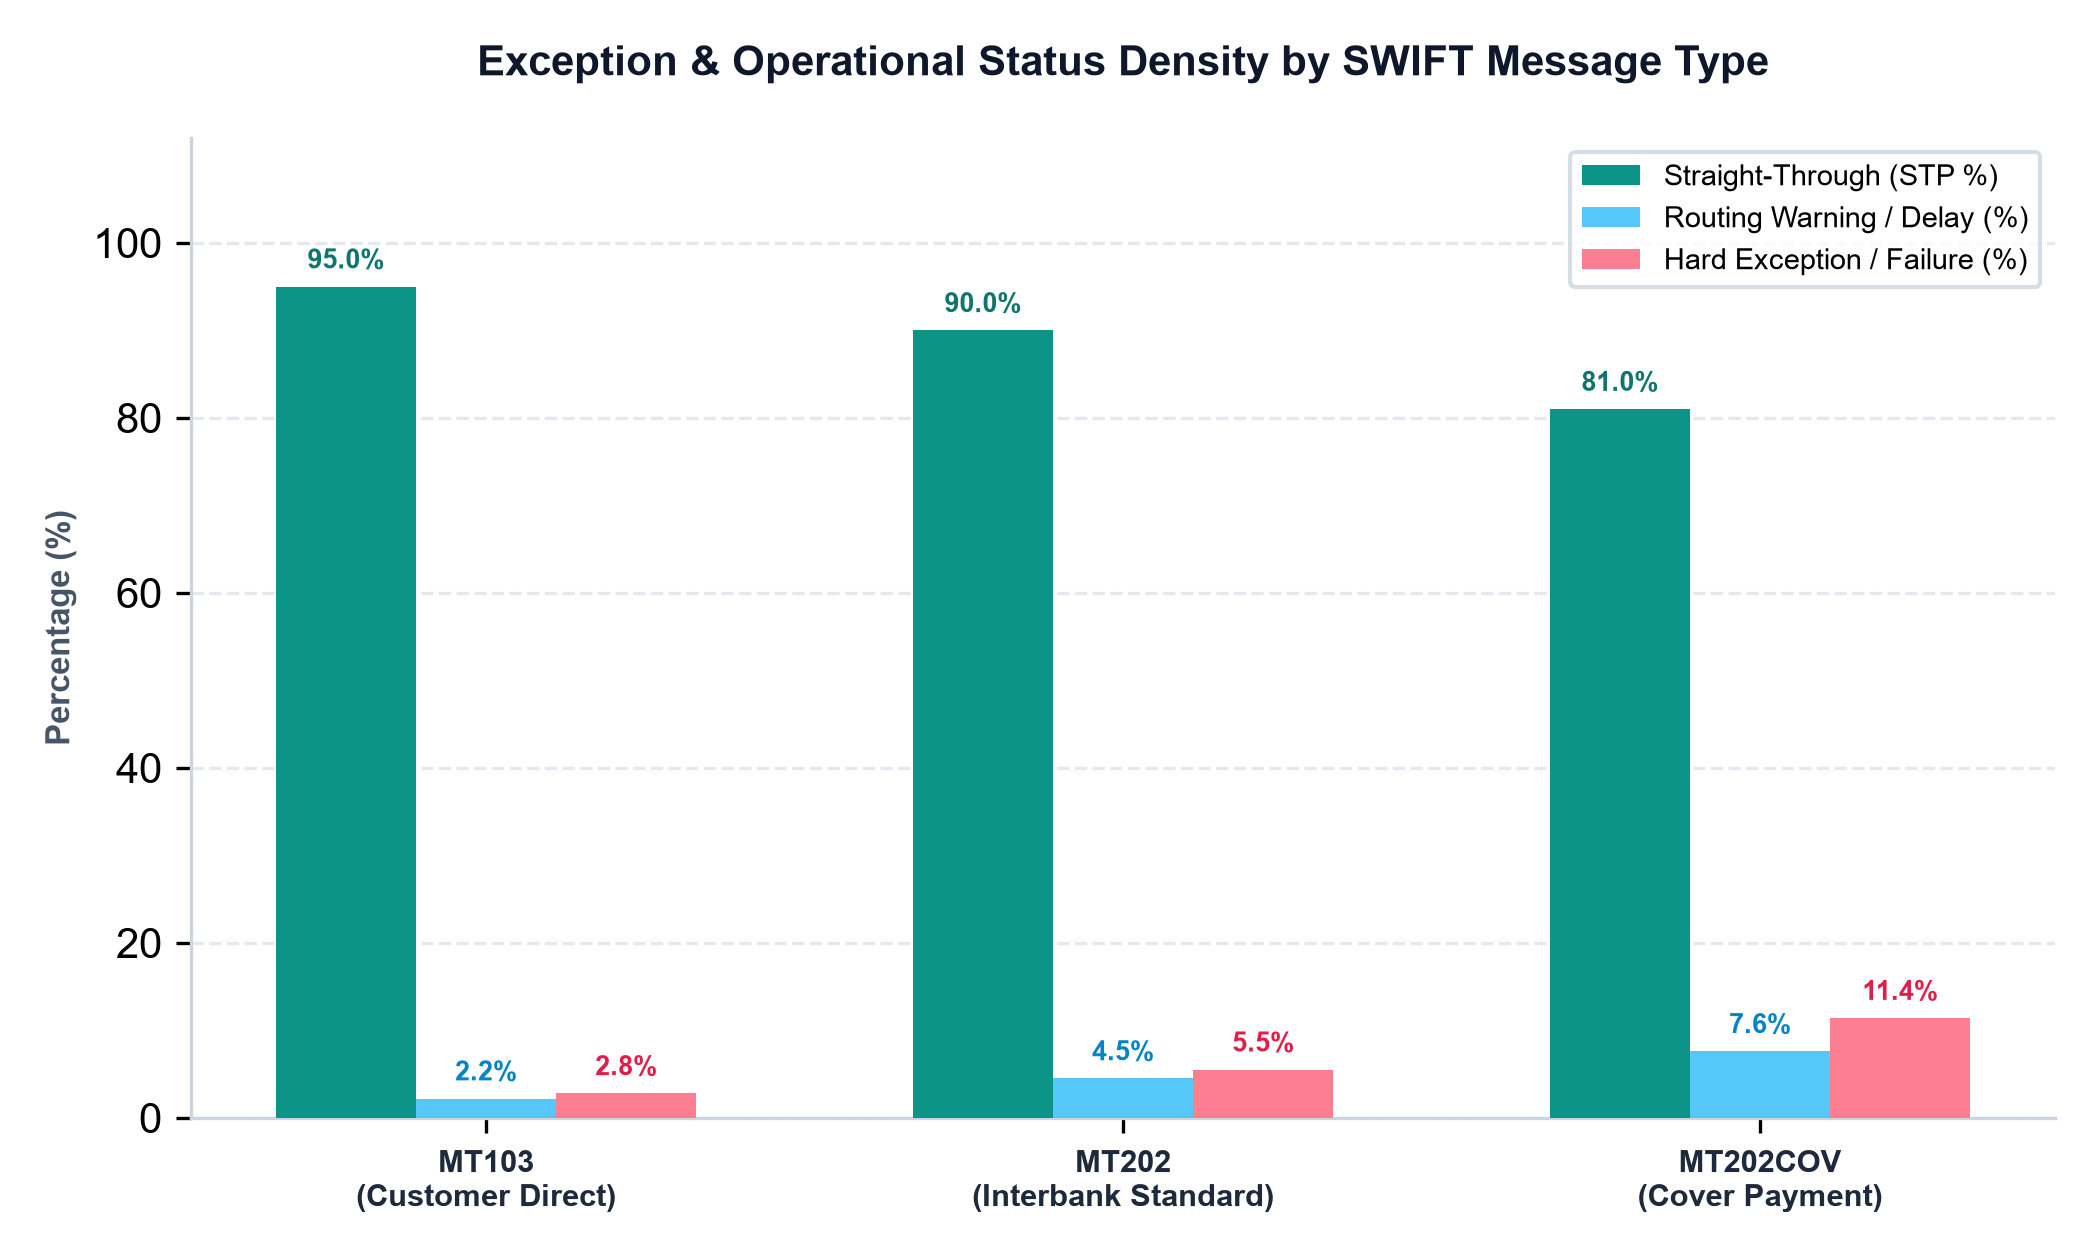 Exception & Operational Status Density by SWIFT Message Type
Straight-Through (STP %)
Routing Warning / Delay (%)
Hard Exception / Failure (%)
Percentage (%)
100
80
60
40
20
0
95.0%
2.2%
2.8%
90.0%
4.5%
5.5%
81.0%
7.6%
11.4%
MT103
(Customer Direct)
MT202
(Interbank Standard)
MT202COV
(Cover Payment)